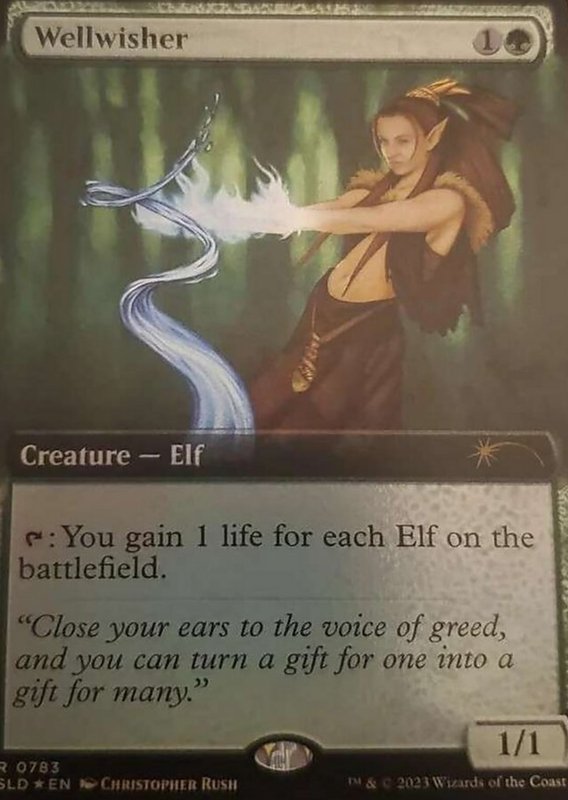 Wellwisher 1
Creature — Elf
: You gain 1 life for each Elf on the
battlefield.
“Close your ears to the voice of greed,
and you can turn a gift for one into a
gift for many.”
1/1
R 0783
SLD ★ EN Christopher Rush
™ & © 2023 Wizards of the Coast